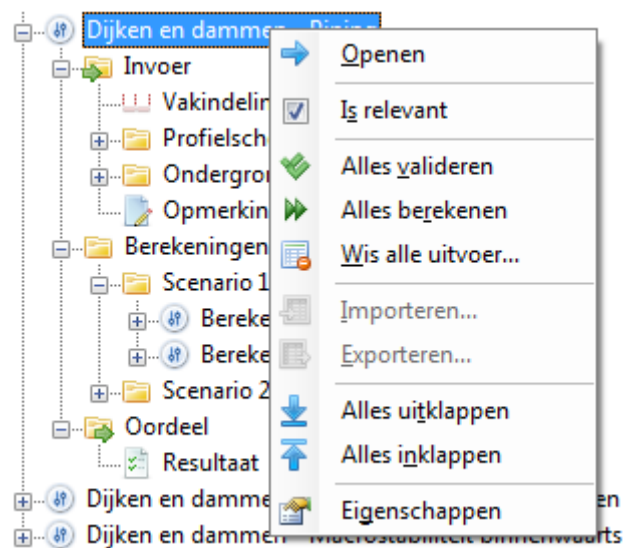 Dijken en dammen - Piping
Invoer
Vakindelin
Profielsch
Ondergro
Opmerkin
Berekeningen
Scenario 1
Bereke
Bereke
Scenario 2
Oordeel
Resultaat
Dijken en damme en
Dijken en dammen - Macrostabiliteit binnenwaarts
Openen
Is relevant
Alles valideren
Alles berekenen
Wis alle uitvoer...
Importeren...
Exporteren...
Alles uitklappen
Alles inklappen
Eigenschappen